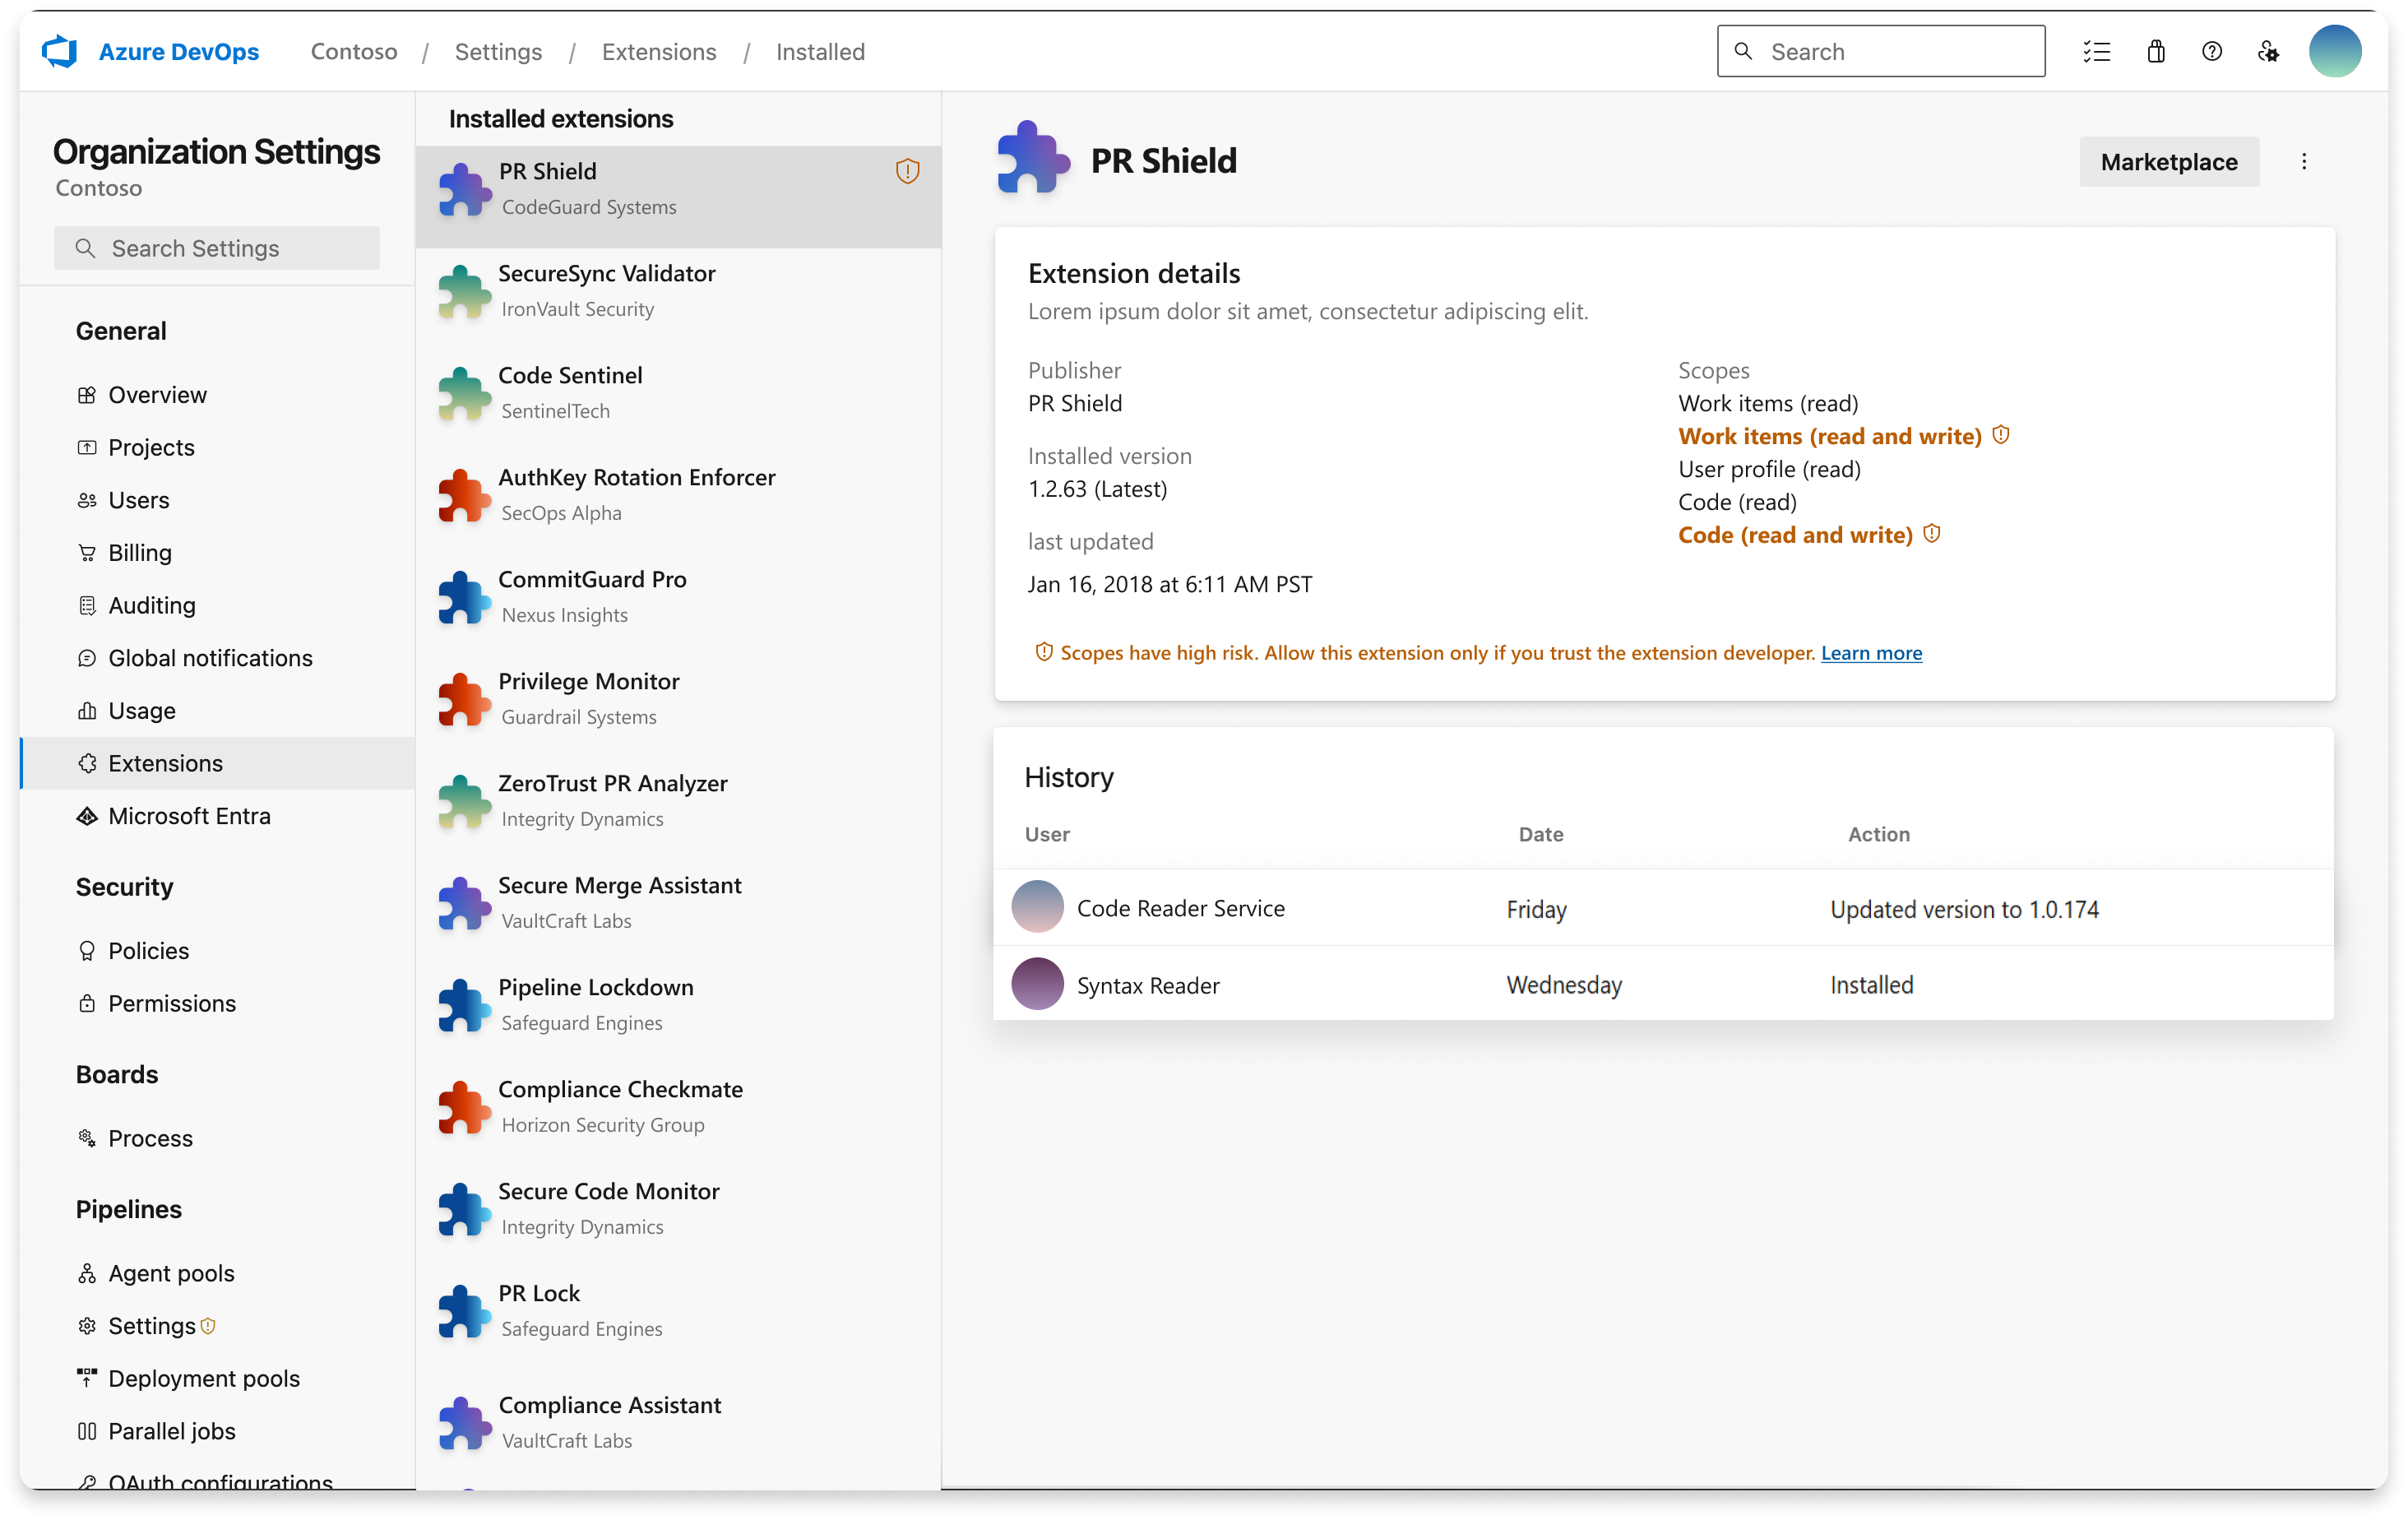 Azure DevOps Contoso / Settings / Extensions / Installed Search
Organization Settings
Contoso
Search Settings
General
Overview
Projects
Users
Billing
Auditing
Global notifications
Usage
Extensions
Microsoft Entra
Security
Policies
Permissions
Boards
Process
Pipelines
Agent pools
Settings
Deployment pools
Parallel jobs
OAuth configurations
Installed extensions
PR Shield
CodeGuard Systems
SecureSync Validator
IronVault Security
Code Sentinel
SentinelTech
AuthKey Rotation Enforcer
SecOps Alpha
CommitGuard Pro
Nexus Insights
Privilege Monitor
Guardrail Systems
ZeroTrust PR Analyzer
Integrity Dynamics
Secure Merge Assistant
VaultCraft Labs
Pipeline Lockdown
Safeguard Engines
Compliance Checkmate
Horizon Security Group
Secure Code Monitor
Integrity Dynamics
PR Lock
Safeguard Engines
Compliance Assistant
VaultCraft Labs
PR Shield
Marketplace
Extension details
Lorem ipsum dolor sit amet, consectetur adipiscing elit.
Publisher
PR Shield
Installed version
1.2.63 (Latest)
last updated
Jan 16, 2018 at 6:11 AM PST
Scopes
Work items (read)
Work items (read and write)
User profile (read)
Code (read)
Code (read and write)
Scopes have high risk. Allow this extension only if you trust the extension developer. Learn more
History
User Date Action
Code Reader Service Friday Updated version to 1.0.174
Syntax Reader Wednesday Installed